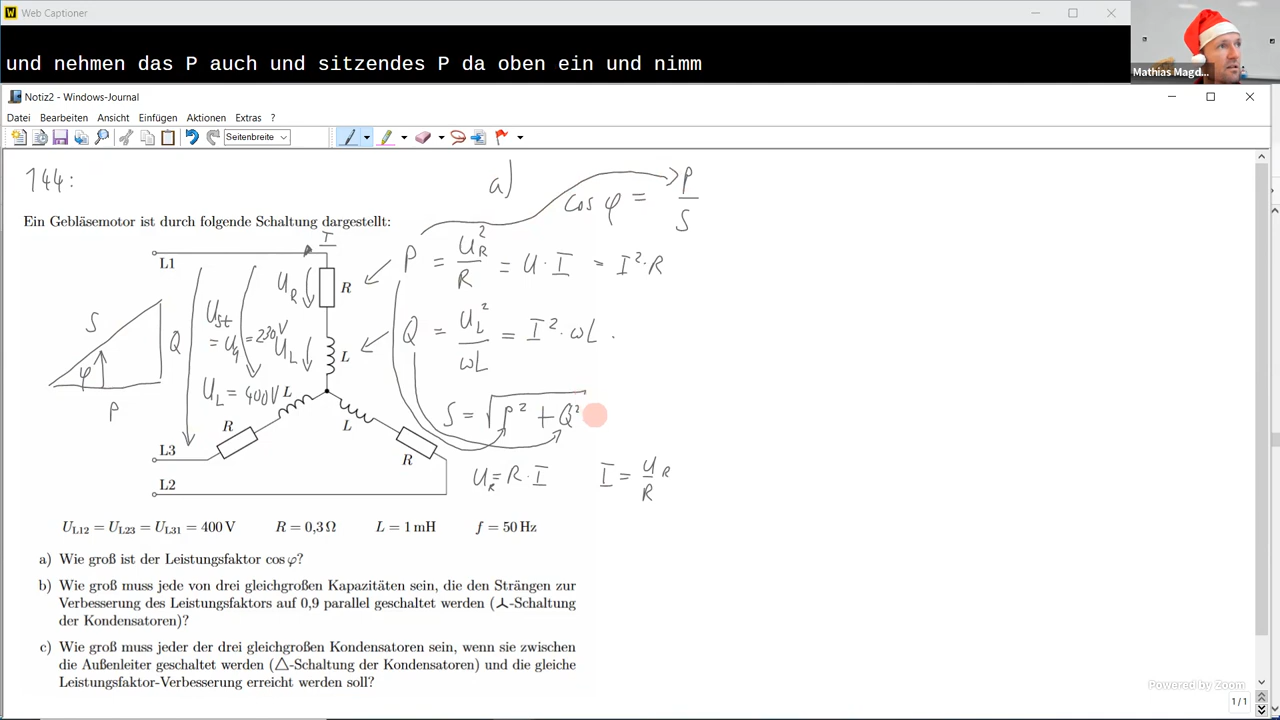 Web Captioner
und nehmen das P auch und sitzendes P da oben ein und nimm
Mathias Magd...
Notiz2 - Windows-Journal
Datei Bearbeiten Ansicht Einfügen Aktionen Extras ?
Seitenbreite
144:
a)
cos φ = P/S
Ein Gebläsemotor ist durch folgende Schaltung dargestellt:
I
L1
U_R
R
P = U_R²/R = U · I = I² · R
S
Q
φ
P
U_St = U_q = 230V
U_L
L
Q = U_L²/ωL = I² · ωL .
U_L = 400V
L
L
S = √P² + Q²
R
R
L3
L2
U_R = R · I
I = U_R/R
U_L12 = U_L23 = U_L31 = 400 V R = 0,3 Ω L = 1 mH f = 50 Hz
a) Wie groß ist der Leistungsfaktor cos φ?
b) Wie groß muss jede von drei gleichgroßen Kapazitäten sein, die den Strängen zur
Verbesserung des Leistungsfaktors auf 0,9 parallel geschaltet werden (⅄-Schaltung
der Kondensatoren)?
c) Wie groß muss jeder der drei gleichgroßen Kondensatoren sein, wenn sie zwischen
die Außenleiter geschaltet werden (△-Schaltung der Kondensatoren) und die gleiche
Leistungsfaktor-Verbesserung erreicht werden soll?
Powered by Zoom
1/1